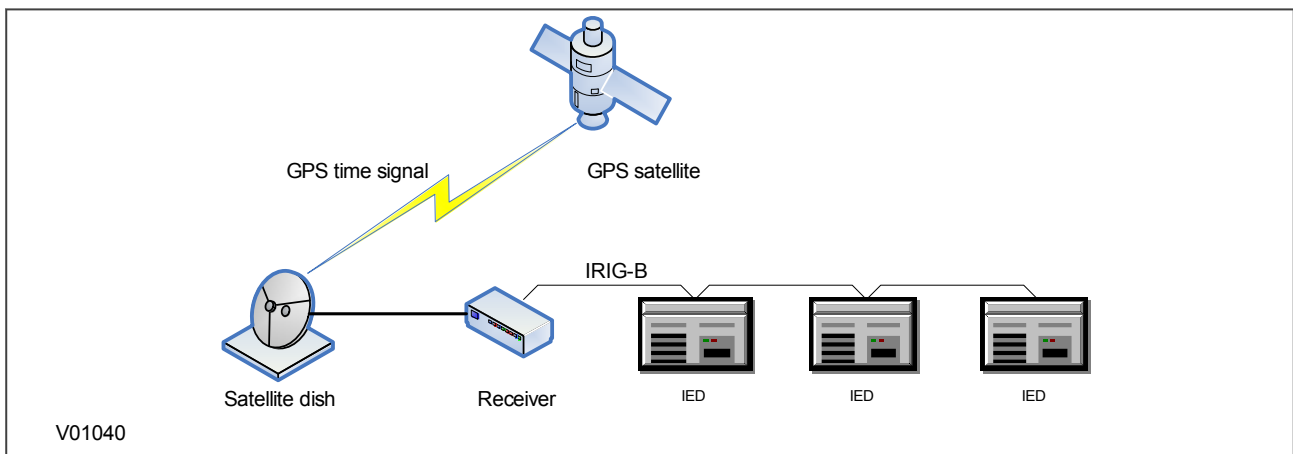 GPS time signal
GPS satellite
IRIG-B
Satellite dish
Receiver
IED
IED
IED
V01040